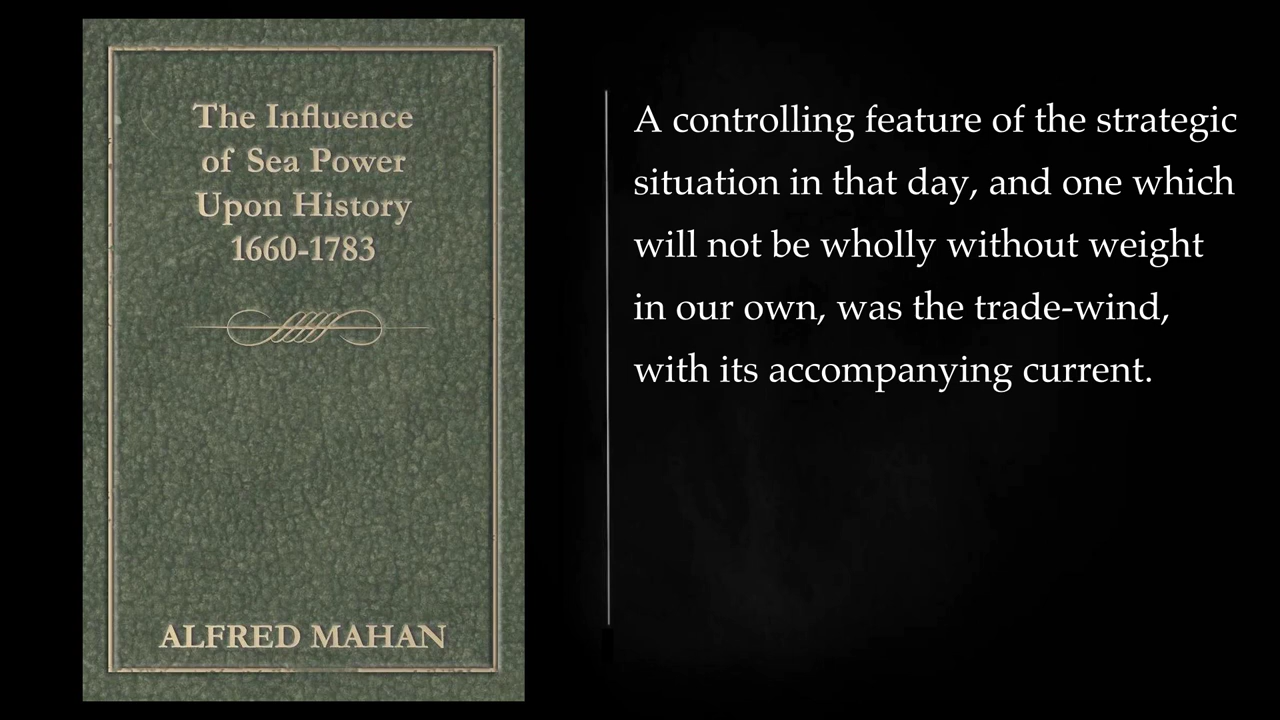 The Influence
of Sea Power
Upon History
1660-1783
ALFRED MAHAN
A controlling feature of the strategic
situation in that day, and one which
will not be wholly without weight
in our own, was the trade-wind,
with its accompanying current.